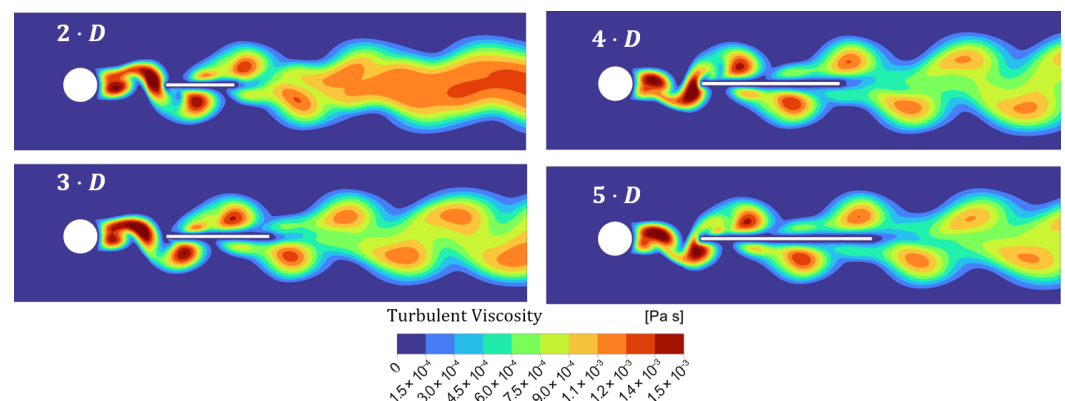 2 · D
4 · D
3 · D
5 · D
Turbulent Viscosity [Pa s]
0
1.5 × 10⁻⁴
3.0 × 10⁻⁴
4.5 × 10⁻⁴
6.0 × 10⁻⁴
7.5 × 10⁻⁴
9.0 × 10⁻⁴
1.1 × 10⁻³
1.2 × 10⁻³
1.4 × 10⁻³
1.5 × 10⁻³